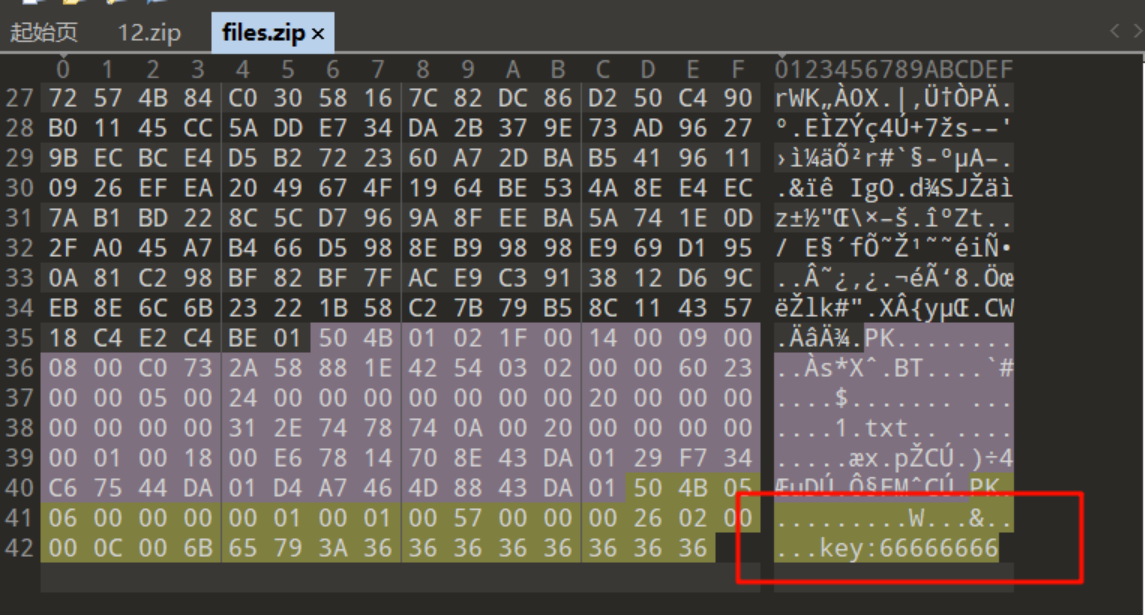 起始页 12.zip files.zip ×
0 1 2 3 4 5 6 7 8 9 A B C D E F 0123456789ABCDEF
27 72 57 4B 84 C0 30 58 16 7C 82 DC 86 D2 50 C4 90 rWK„À0X.|‚Ü†ÒPÄ.
28 B0 11 45 CC 5A DD E7 34 DA 2B 37 9E 73 AD 96 27 °.EÌZÝç4Ú+7žs-–'
29 9B EC BC E4 D5 B2 72 23 60 A7 2D BA B5 41 96 11 ›ì¼äÕ²r#`§-ºµA–.
30 09 26 EF EA 20 49 67 4F 19 64 BE 53 4A 8E E4 EC .&ïê IgO.d¾SJŽäì
31 7A B1 BD 22 8C 5C D7 96 9A 8F EE BA 5A 74 1E 0D z±½"Œ\×–š.îºZt..
32 2F A0 45 A7 B4 66 D5 98 8E B9 98 98 E9 69 D1 95 / E§´fÕ˜Ž¹˜˜éiÑ•
33 0A 81 C2 98 BF 82 BF 7F AC E9 C3 91 38 12 D6 9C ..Â˜¿‚¿.¬éÃ‘8.Öœ
34 EB 8E 6C 6B 23 22 1B 58 C2 7B 79 B5 8C 11 43 57 ëŽlk#".XÂ{yµŒ.CW
35 18 C4 E2 C4 BE 01 50 4B 01 02 1F 00 14 00 09 00 .ÄâÄ¾.PK........
36 08 00 C0 73 2A 58 88 1E 42 54 03 02 00 00 60 23 ..Às*Xˆ.BT....`#
37 00 00 05 00 24 00 00 00 00 00 00 00 20 00 00 00 ....$....... ...
38 00 00 00 00 31 2E 74 78 74 0A 00 20 00 00 00 00 ....1.txt.. ....
39 00 01 00 18 00 E6 78 14 70 8E 43 DA 01 29 F7 34 .....æx.pŽCÚ.)÷4
40 C6 75 44 DA 01 D4 A7 46 4D 88 43 DA 01 50 4B 05 ÆuDÚ.Ô§FMˆCÚ.PK.
41 06 00 00 00 00 01 00 01 00 57 00 00 00 26 02 00 .........W...&..
42 00 0C 00 6B 65 79 3A 36 36 36 36 36 36 36 36 ...key:66666666